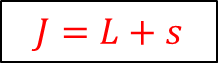 J = L + s